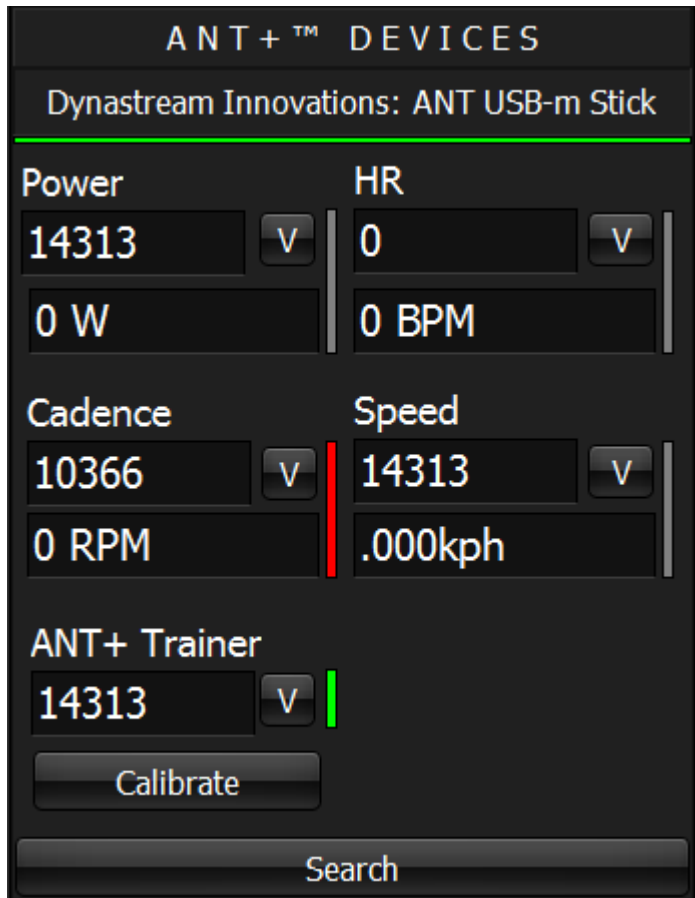 ANT+™ DEVICES
Dynastream Innovations: ANT USB-m Stick
Power
14313 V
0 W
HR
0 V
0 BPM
Cadence
10366 V
0 RPM
Speed
14313 V
.000kph
ANT+ Trainer
14313 V
Calibrate
Search